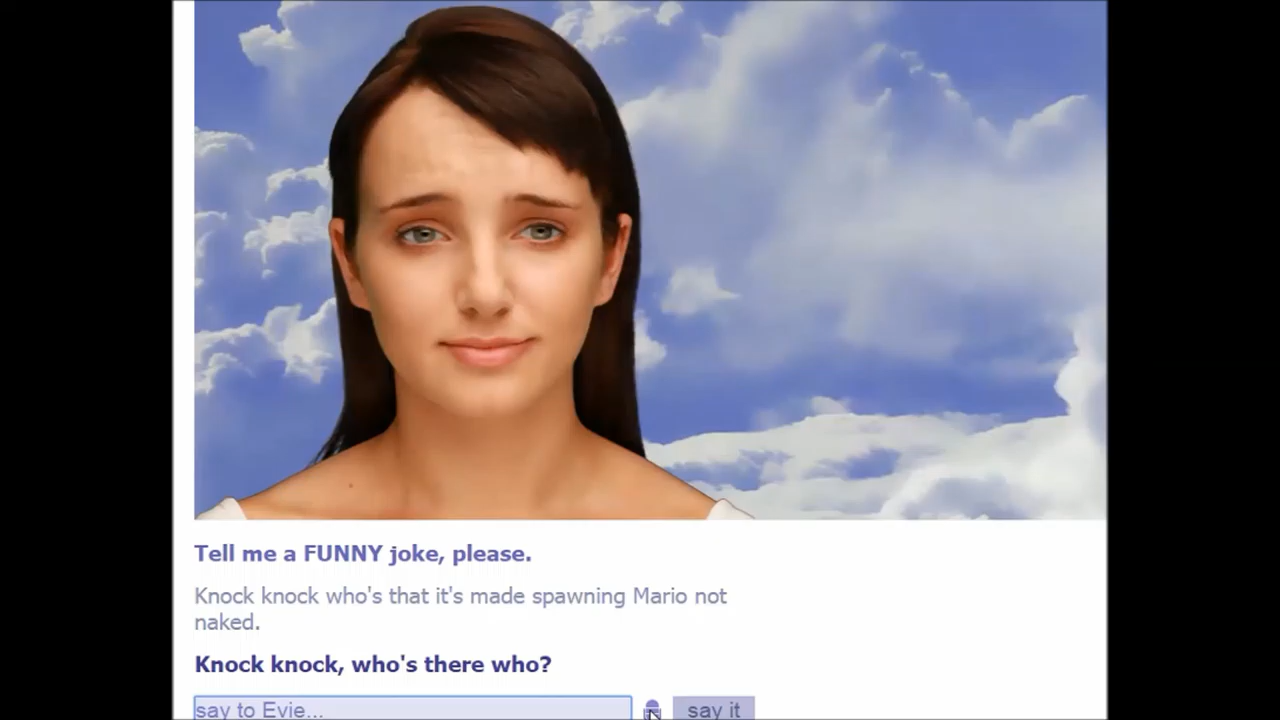 Tell me a FUNNY joke, please.
Knock knock who's that it's made spawning Mario not
naked.
Knock knock, who's there who?
say to Evie...
say it